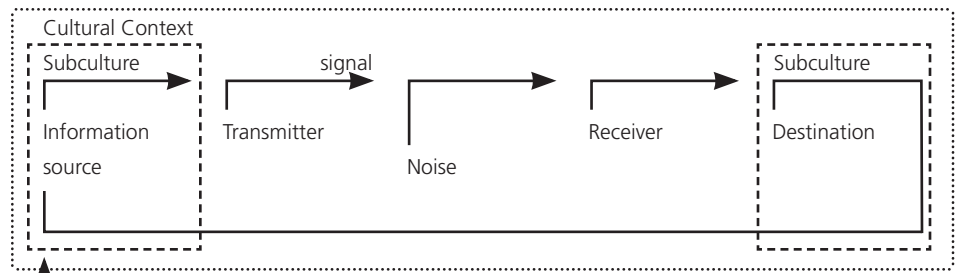 Cultural Context
Subculture
signal
Subculture
Information
source
Transmitter
Noise
Receiver
Destination